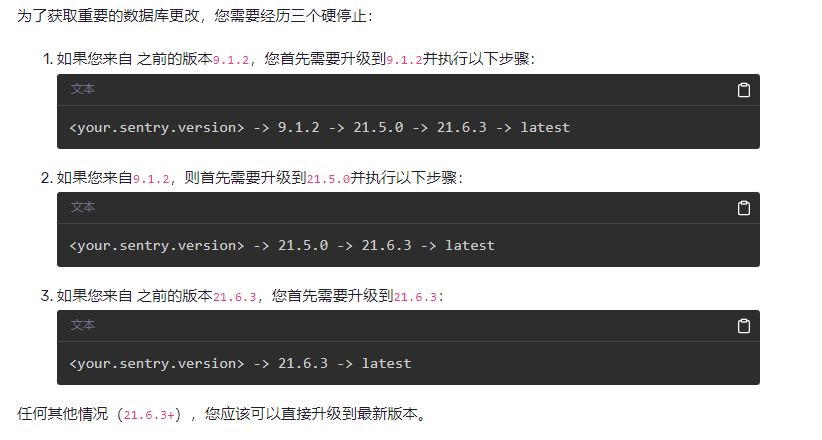 为了获取重要的数据库更改，您需要经历三个硬停止：
1. 如果您来自 之前的版本9.1.2，您首先需要升级到9.1.2并执行以下步骤：
文本
<your.sentry.version> -> 9.1.2 -> 21.5.0 -> 21.6.3 -> latest
2. 如果您来自9.1.2，则首先需要升级到21.5.0并执行以下步骤：
文本
<your.sentry.version> -> 21.5.0 -> 21.6.3 -> latest
3. 如果您来自 之前的版本21.6.3，您首先需要升级到21.6.3：
文本
<your.sentry.version> -> 21.6.3 -> latest
任何其他情况（21.6.3+），您应该可以直接升级到最新版本。